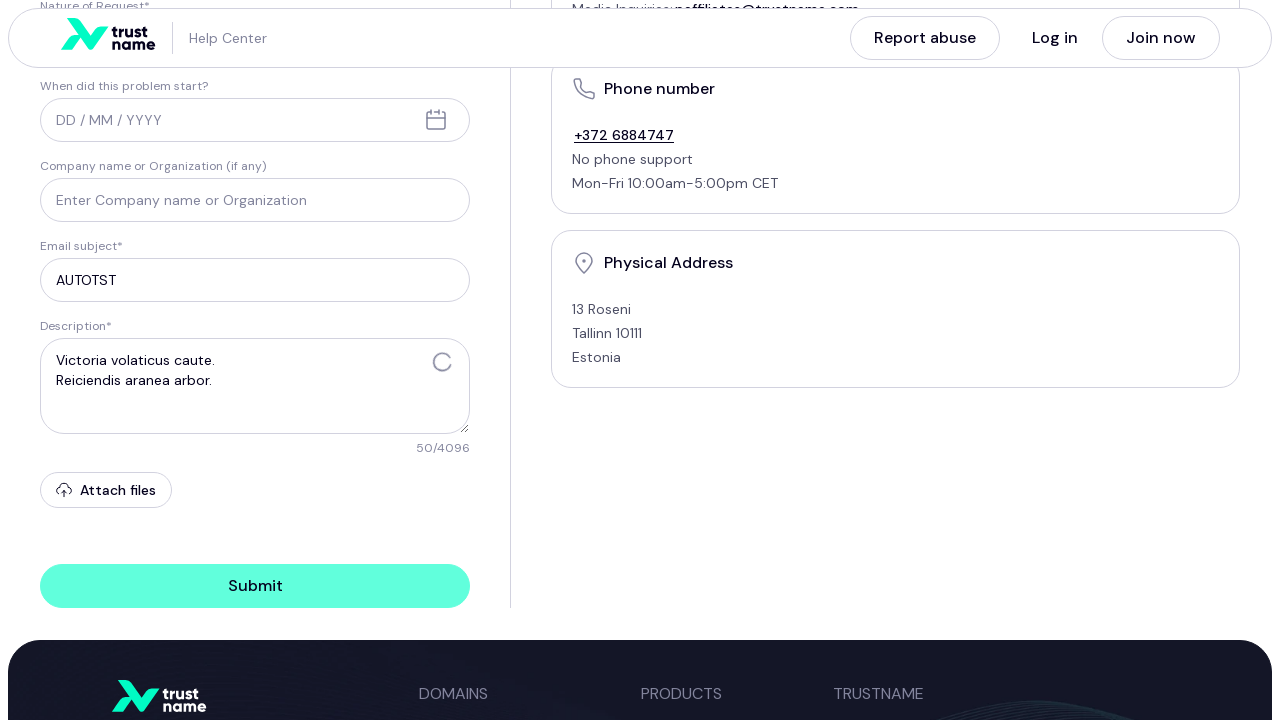 Nature of Request*
Media Inquiries: naffiliates@trustname.com
trust name
Help Center
Report abuse
Log in
Join now
When did this problem start?
DD / MM / YYYY
Company name or Organization (if any)
Enter Company name or Organization
Email subject*
AUTOTST
Description*
Victoria volaticus caute.
Reiciendis aranea arbor.
50/4096
Attach files
Submit
Phone number
+372 6884747
No phone support
Mon-Fri 10:00am-5:00pm CET
Physical Address
13 Roseni
Tallinn 10111
Estonia
trust name
DOMAINS
PRODUCTS
TRUSTNAME